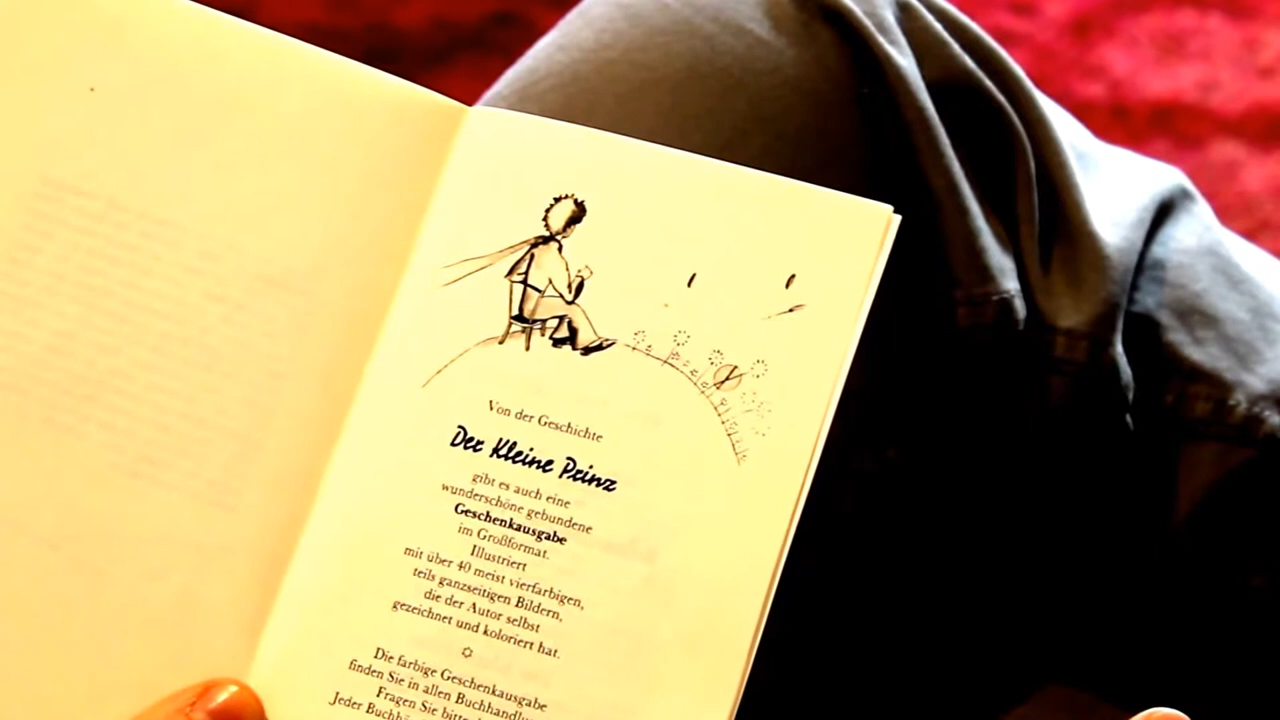 Von der Geschichte
Der Kleine Prinz
gibt es auch eine
wunderschöne gebundene
Geschenkausgabe
im Großformat.
Illustriert
mit über 40 meist vierfarbigen,
teils ganzseitigen Bildern,
die der Autor selbst
gezeichnet und koloriert hat.
Die farbige Geschenkausgabe
finden Sie in allen
Fragen Sie
Jeder